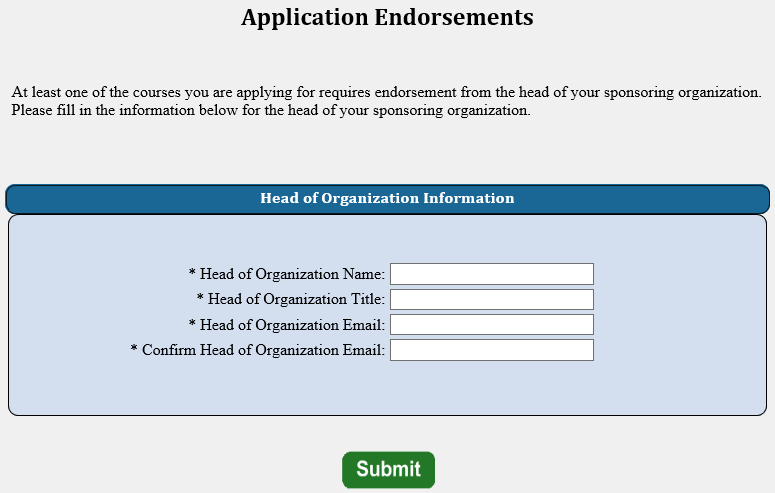 Application Endorsements
At least one of the courses you are applying for requires endorsement from the head of your sponsoring organization.
Please fill in the information below for the head of your sponsoring organization.
Head of Organization Information
* Head of Organization Name:
* Head of Organization Title:
* Head of Organization Email:
* Confirm Head of Organization Email:
Submit